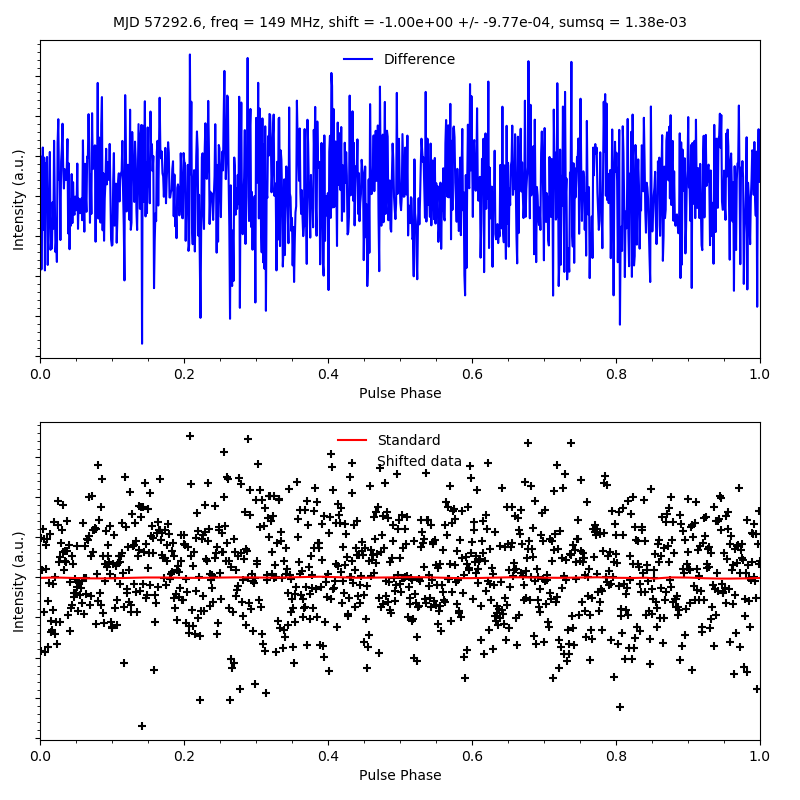 MJD 57292.6, freq = 149 MHz, shift = -1.00e+00 +/- -9.77e-04, sumsq = 1.38e-03
Difference
Intensity (a.u.)
0.0 0.2 0.4 0.6 0.8 1.0
Pulse Phase
Standard
Shifted data
Intensity (a.u.)
0.0 0.2 0.4 0.6 0.8 1.0
Pulse Phase